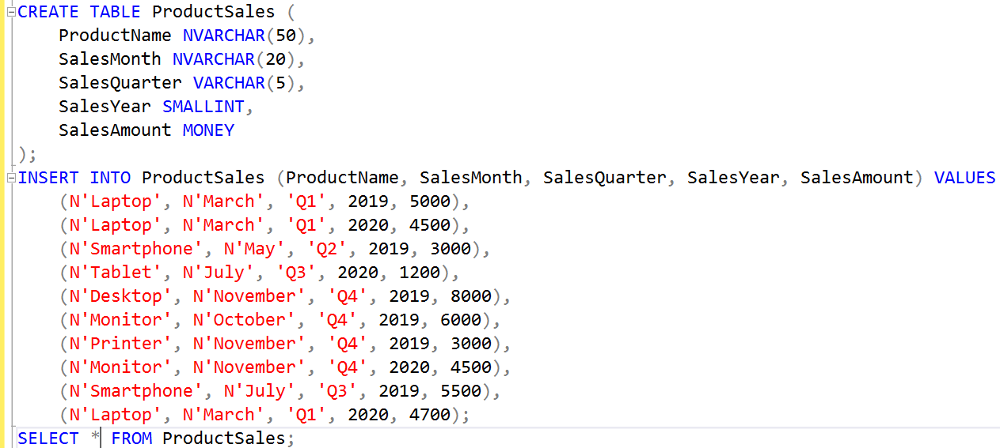 CREATE TABLE ProductSales (
    ProductName NVARCHAR(50),
    SalesMonth NVARCHAR(20),
    SalesQuarter VARCHAR(5),
    SalesYear SMALLINT,
    SalesAmount MONEY
);
INSERT INTO ProductSales (ProductName, SalesMonth, SalesQuarter, SalesYear, SalesAmount) VALUES
    (N'Laptop', N'March', 'Q1', 2019, 5000),
    (N'Laptop', N'March', 'Q1', 2020, 4500),
    (N'Smartphone', N'May', 'Q2', 2019, 3000),
    (N'Tablet', N'July', 'Q3', 2020, 1200),
    (N'Desktop', N'November', 'Q4', 2019, 8000),
    (N'Monitor', N'October', 'Q4', 2019, 6000),
    (N'Printer', N'November', 'Q4', 2019, 3000),
    (N'Monitor', N'November', 'Q4', 2020, 4500),
    (N'Smartphone', N'July', 'Q3', 2019, 5500),
    (N'Laptop', N'March', 'Q1', 2020, 4700);
SELECT * FROM ProductSales;